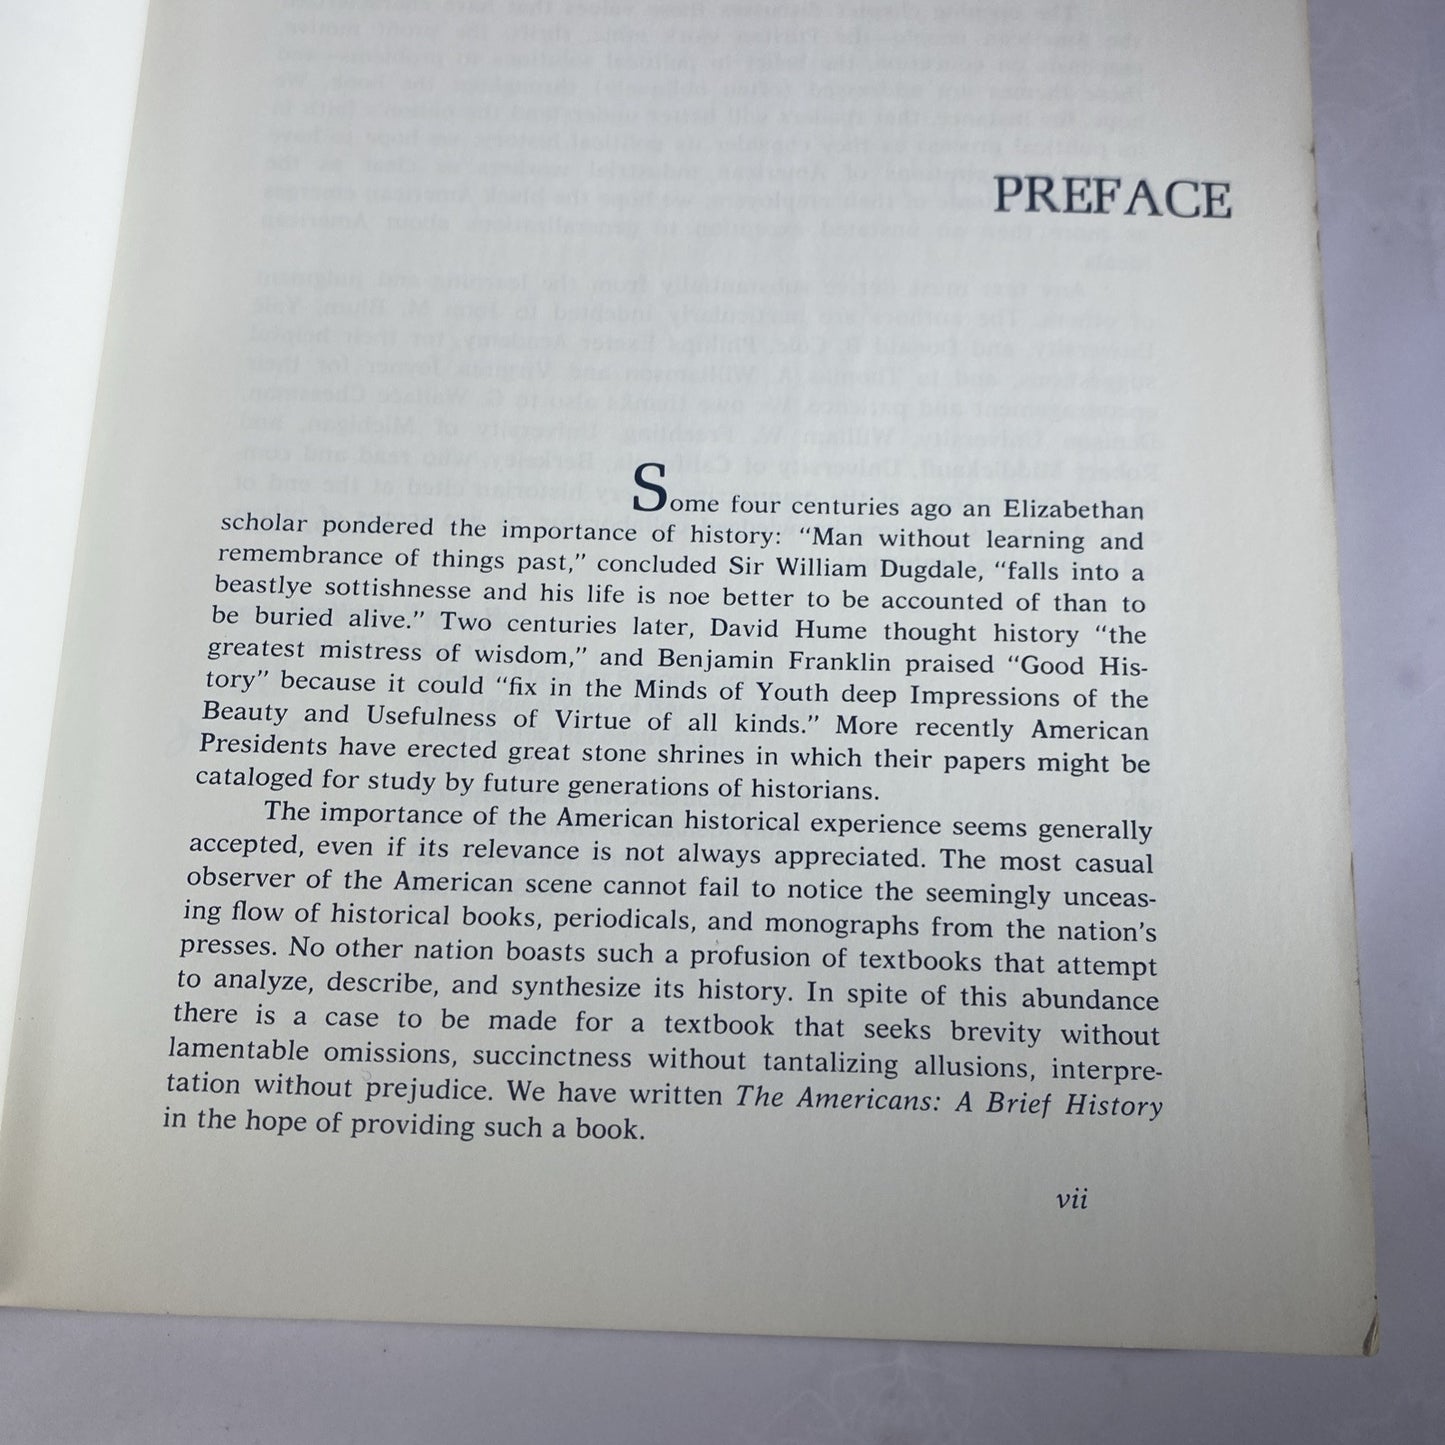 PREFACE
Some four centuries ago an Elizabethan
scholar pondered the importance of history: “Man without learning and
remembrance of things past,” concluded Sir William Dugdale, “falls into a
beastlye sottishnesse and his life is noe better to be accounted of than to
be buried alive.” Two centuries later, David Hume thought history “the
greatest mistress of wisdom,” and Benjamin Franklin praised “Good His-
tory” because it could “fix in the Minds of Youth deep Impressions of the
Beauty and Usefulness of Virtue of all kinds.” More recently American
Presidents have erected great stone shrines in which their papers might be
cataloged for study by future generations of historians.
The importance of the American historical experience seems generally
accepted, even if its relevance is not always appreciated. The most casual
observer of the American scene cannot fail to notice the seemingly unceas-
ing flow of historical books, periodicals, and monographs from the nation’s
presses. No other nation boasts such a profusion of textbooks that attempt
to analyze, describe, and synthesize its history. In spite of this abundance
there is a case to be made for a textbook that seeks brevity without
lamentable omissions, succinctness without tantalizing allusions, interpre-
tation without prejudice. We have written The Americans: A Brief History
in the hope of providing such a book.
vii